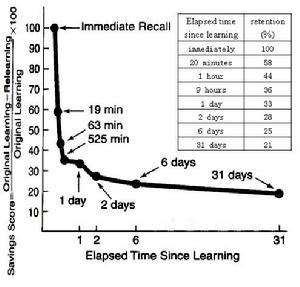 Savings Score = Original Learning – Relearning × 100
Original Learning
100
90
80
70
60
50
40
30
20
10
Immediate Recall
19 min
63 min
525 min
1 day
2 days
6 days
31 days
1 2 6 31
Elapsed Time Since Learning
Elapsed time since learning retention (%)
immediately 100
20 minutes 58
1 hour 44
9 hours 36
1 day 33
2 days 28
6 days 25
31 days 21